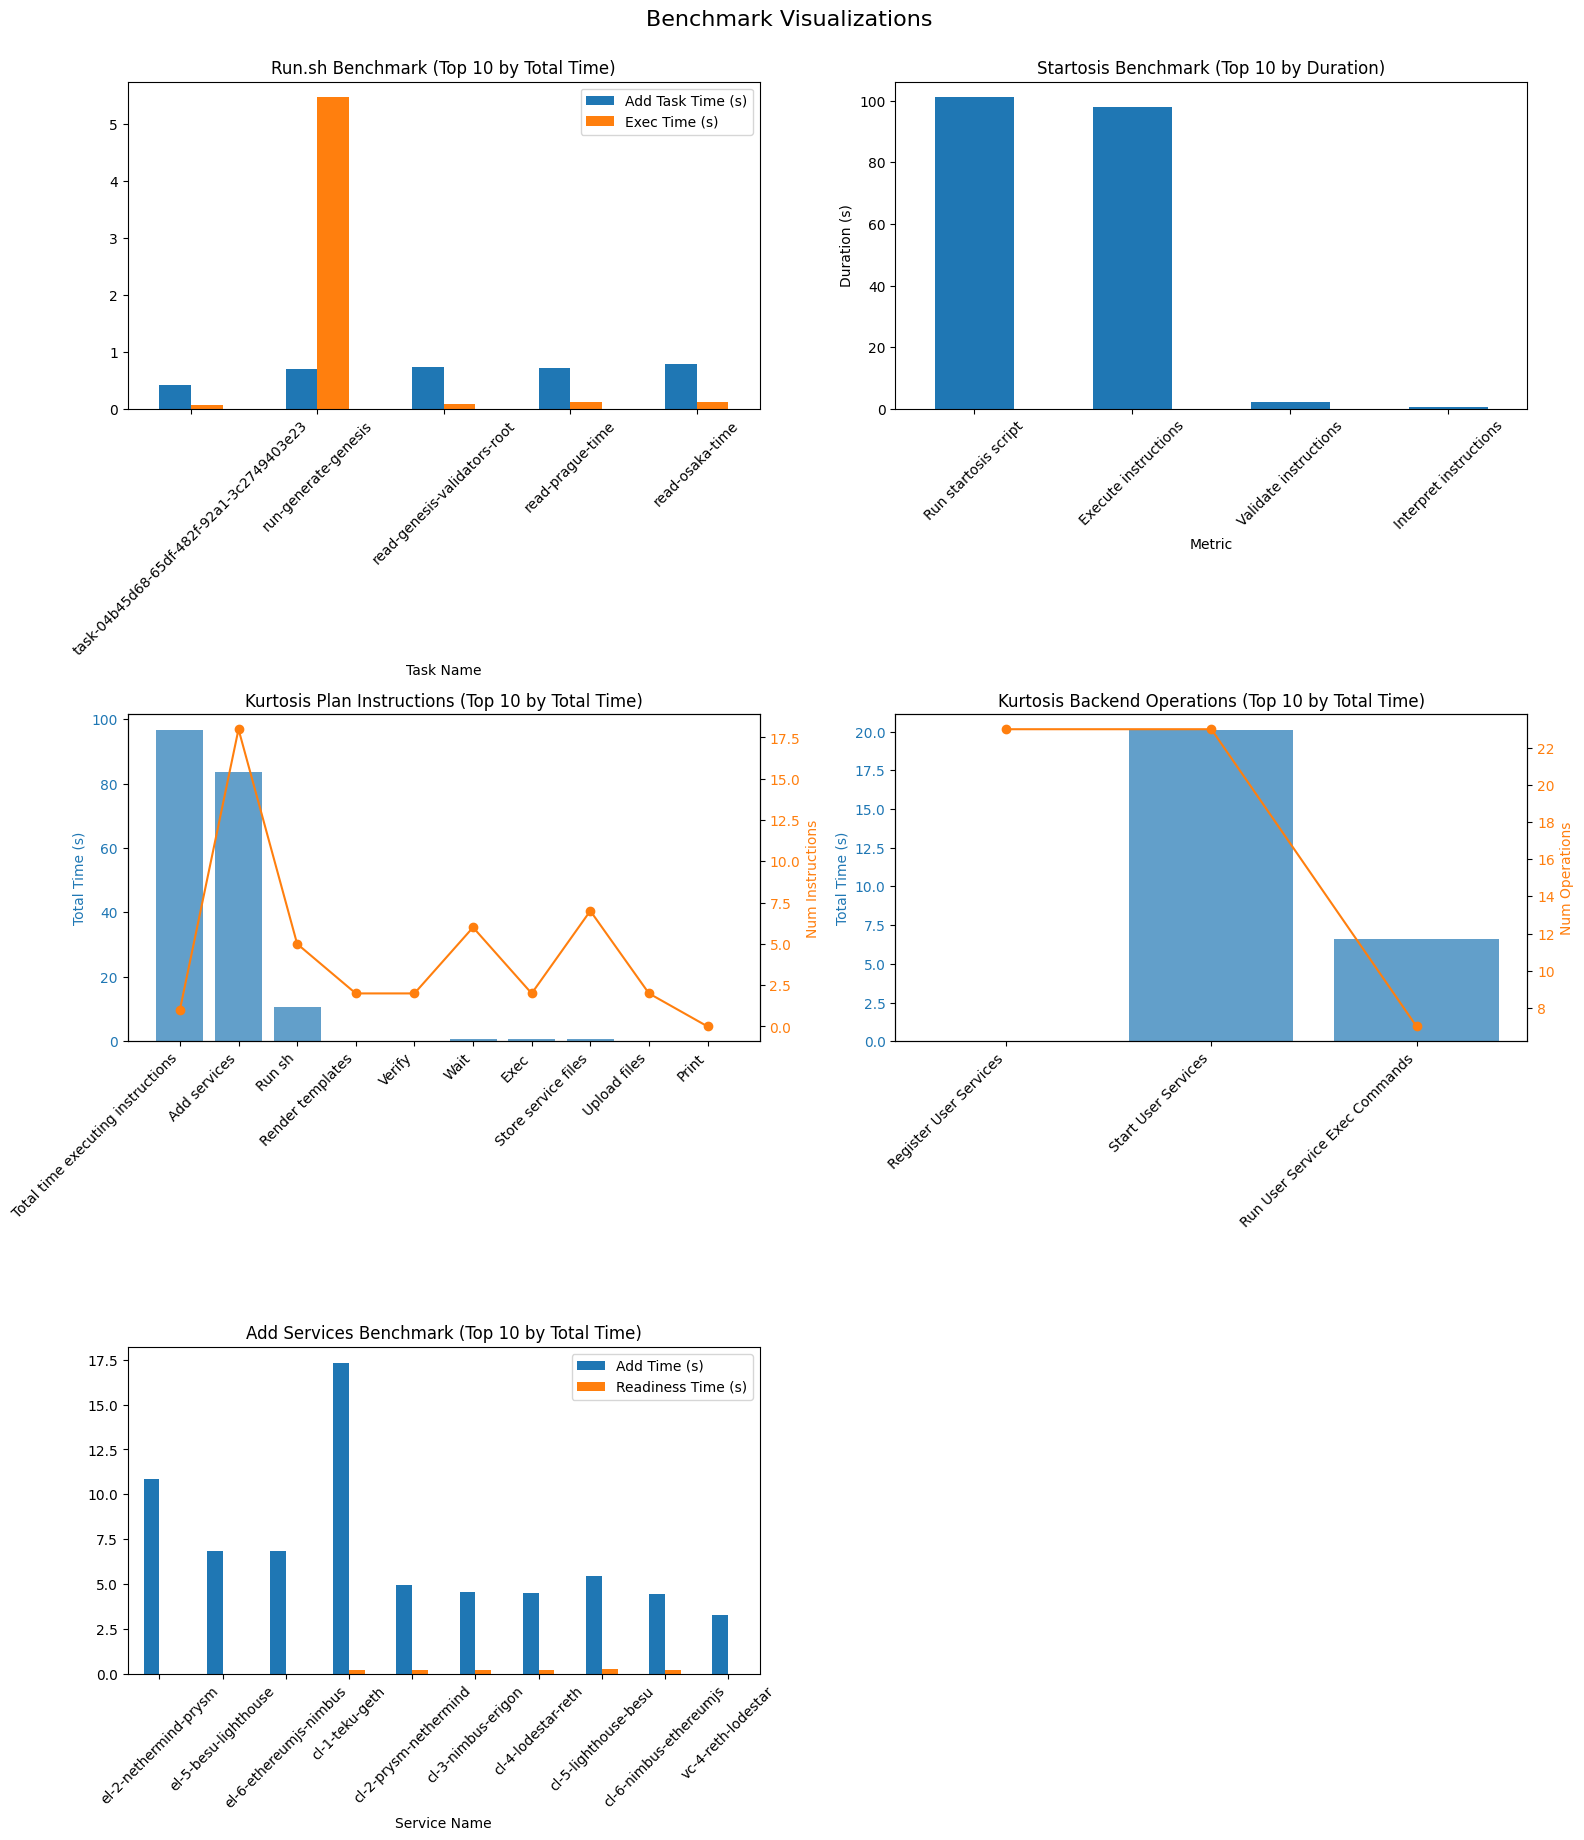 Benchmark Visualizations
Run.sh Benchmark (Top 10 by Total Time)
Add Task Time (s)
Exec Time (s)
5
4
3
2
1
0
task-04b45d68-65df-482f-92a1-3c2749403e23
run-generate-genesis
read-genesis-validators-root
read-prague-time
read-osaka-time
Task Name
Startosis Benchmark (Top 10 by Duration)
Duration (s)
100
80
60
40
20
0
Run startosis script
Execute instructions
Validate instructions
Interpret instructions
Metric
Kurtosis Plan Instructions (Top 10 by Total Time)
Total Time (s)
100
80
60
40
20
0
17.5
15.0
12.5
10.0
7.5
5.0
2.5
0.0
Num Instructions
Total time executing instructions
Add services
Run sh
Render templates
Verify
Wait
Exec
Store service files
Upload files
Print
Kurtosis Backend Operations (Top 10 by Total Time)
Total Time (s)
20.0
17.5
15.0
12.5
10.0
7.5
5.0
2.5
0.0
22
20
18
16
14
12
10
8
Num Operations
Register User Services
Start User Services
Run User Service Exec Commands
Add Services Benchmark (Top 10 by Total Time)
Add Time (s)
Readiness Time (s)
17.5
15.0
12.5
10.0
7.5
5.0
2.5
0.0
el-2-nethermind-prysm
el-5-besu-lighthouse
el-6-ethereumjs-nimbus
cl-1-teku-geth
cl-2-prysm-nethermind
cl-3-nimbus-erigon
cl-4-lodestar-reth
cl-5-lighthouse-besu
cl-6-nimbus-ethereumjs
vc-4-reth-lodestar
Service Name